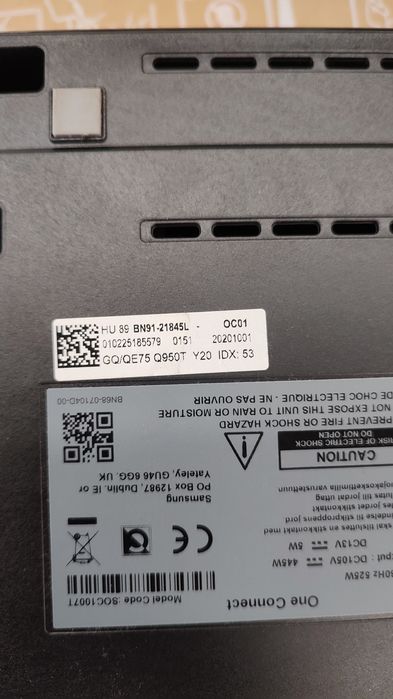 HU 89 BN91-21845L - OC01
010225185579 0151 20201001
GQ/QE75 Q950T Y20 IDX: 53
One Connect
Model Code :SOC1007T
60Hz 525W
DC105V 445W
DC13V 5W
Samsung
PO Box 12987, Dublin. IE or
Yateley, GU46 6GG. UK
CAUTION
RISK OF ELECTRIC SHOCK
DO NOT OPEN
PREVENT FIRE OR SHOCK HAZARD
NOT EXPOSE THIS UNIT TO RAIN OR MOISTURE
DE CHOC ELECTRIQUE - NE PAS OUVRIR
BN68-07104D-00